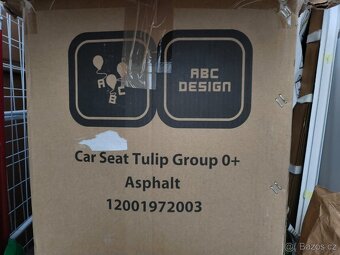 A B C
ABC
DESIGN
Car Seat Tulip Group 0+
Asphalt
12001972003
Bazos.cz